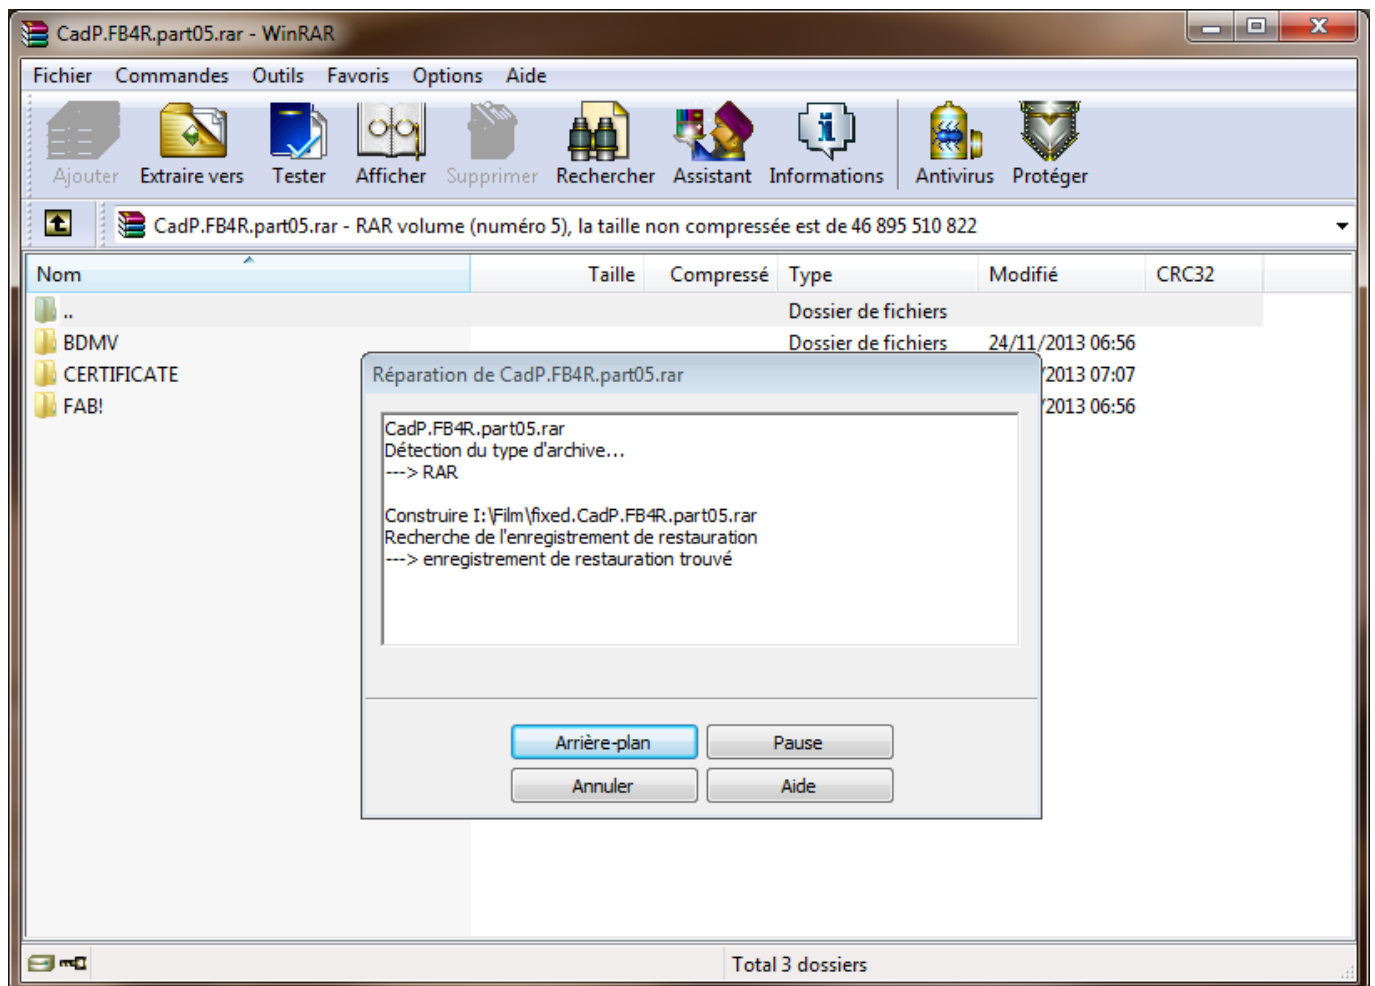 CadP.FB4R.part05.rar - WinRAR
Fichier Commandes Outils Favoris Options Aide
Ajouter Extraire vers Tester Afficher Supprimer Rechercher Assistant Informations Antivirus Protéger
CadP.FB4R.part05.rar - RAR volume (numéro 5), la taille non compressée est de 46 895 510 822
Nom Taille Compressé Type Modifié CRC32
.. Dossier de fichiers
BDMV Dossier de fichiers 24/11/2013 06:56
CERTIFICATE /2013 07:07
FAB! /2013 06:56
Réparation de CadP.FB4R.part05.rar
CadP.FB4R.part05.rar
Détection du type d'archive...
---> RAR
Construire I:\Film\fixed.CadP.FB4R.part05.rar
Recherche de l'enregistrement de restauration
---> enregistrement de restauration trouvé
Arrière-plan Pause
Annuler Aide
Total 3 dossiers